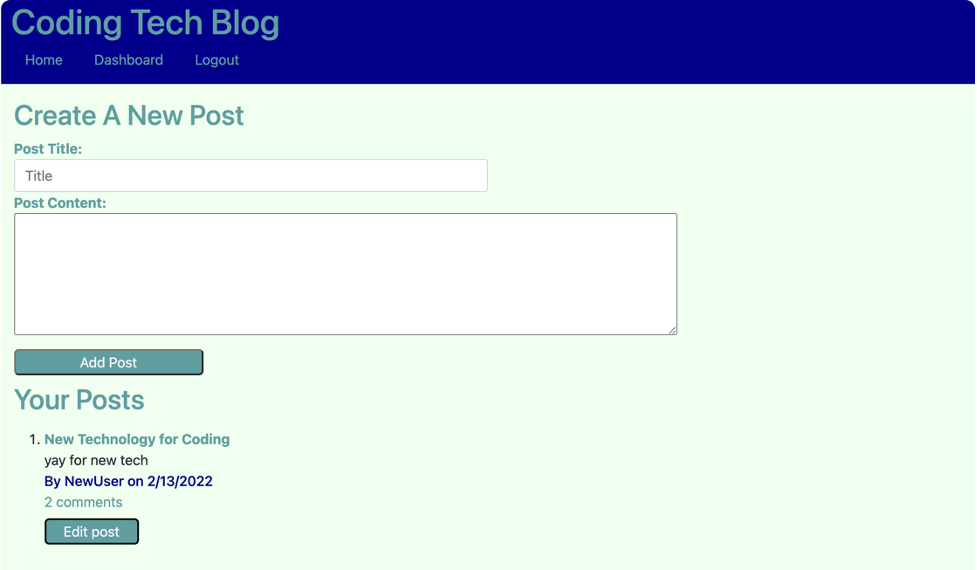 Coding Tech Blog
Home Dashboard Logout
Create A New Post
Post Title:
Title
Post Content:
Add Post
Your Posts
1. New Technology for Coding
yay for new tech
By NewUser on 2/13/2022
2 comments
Edit post